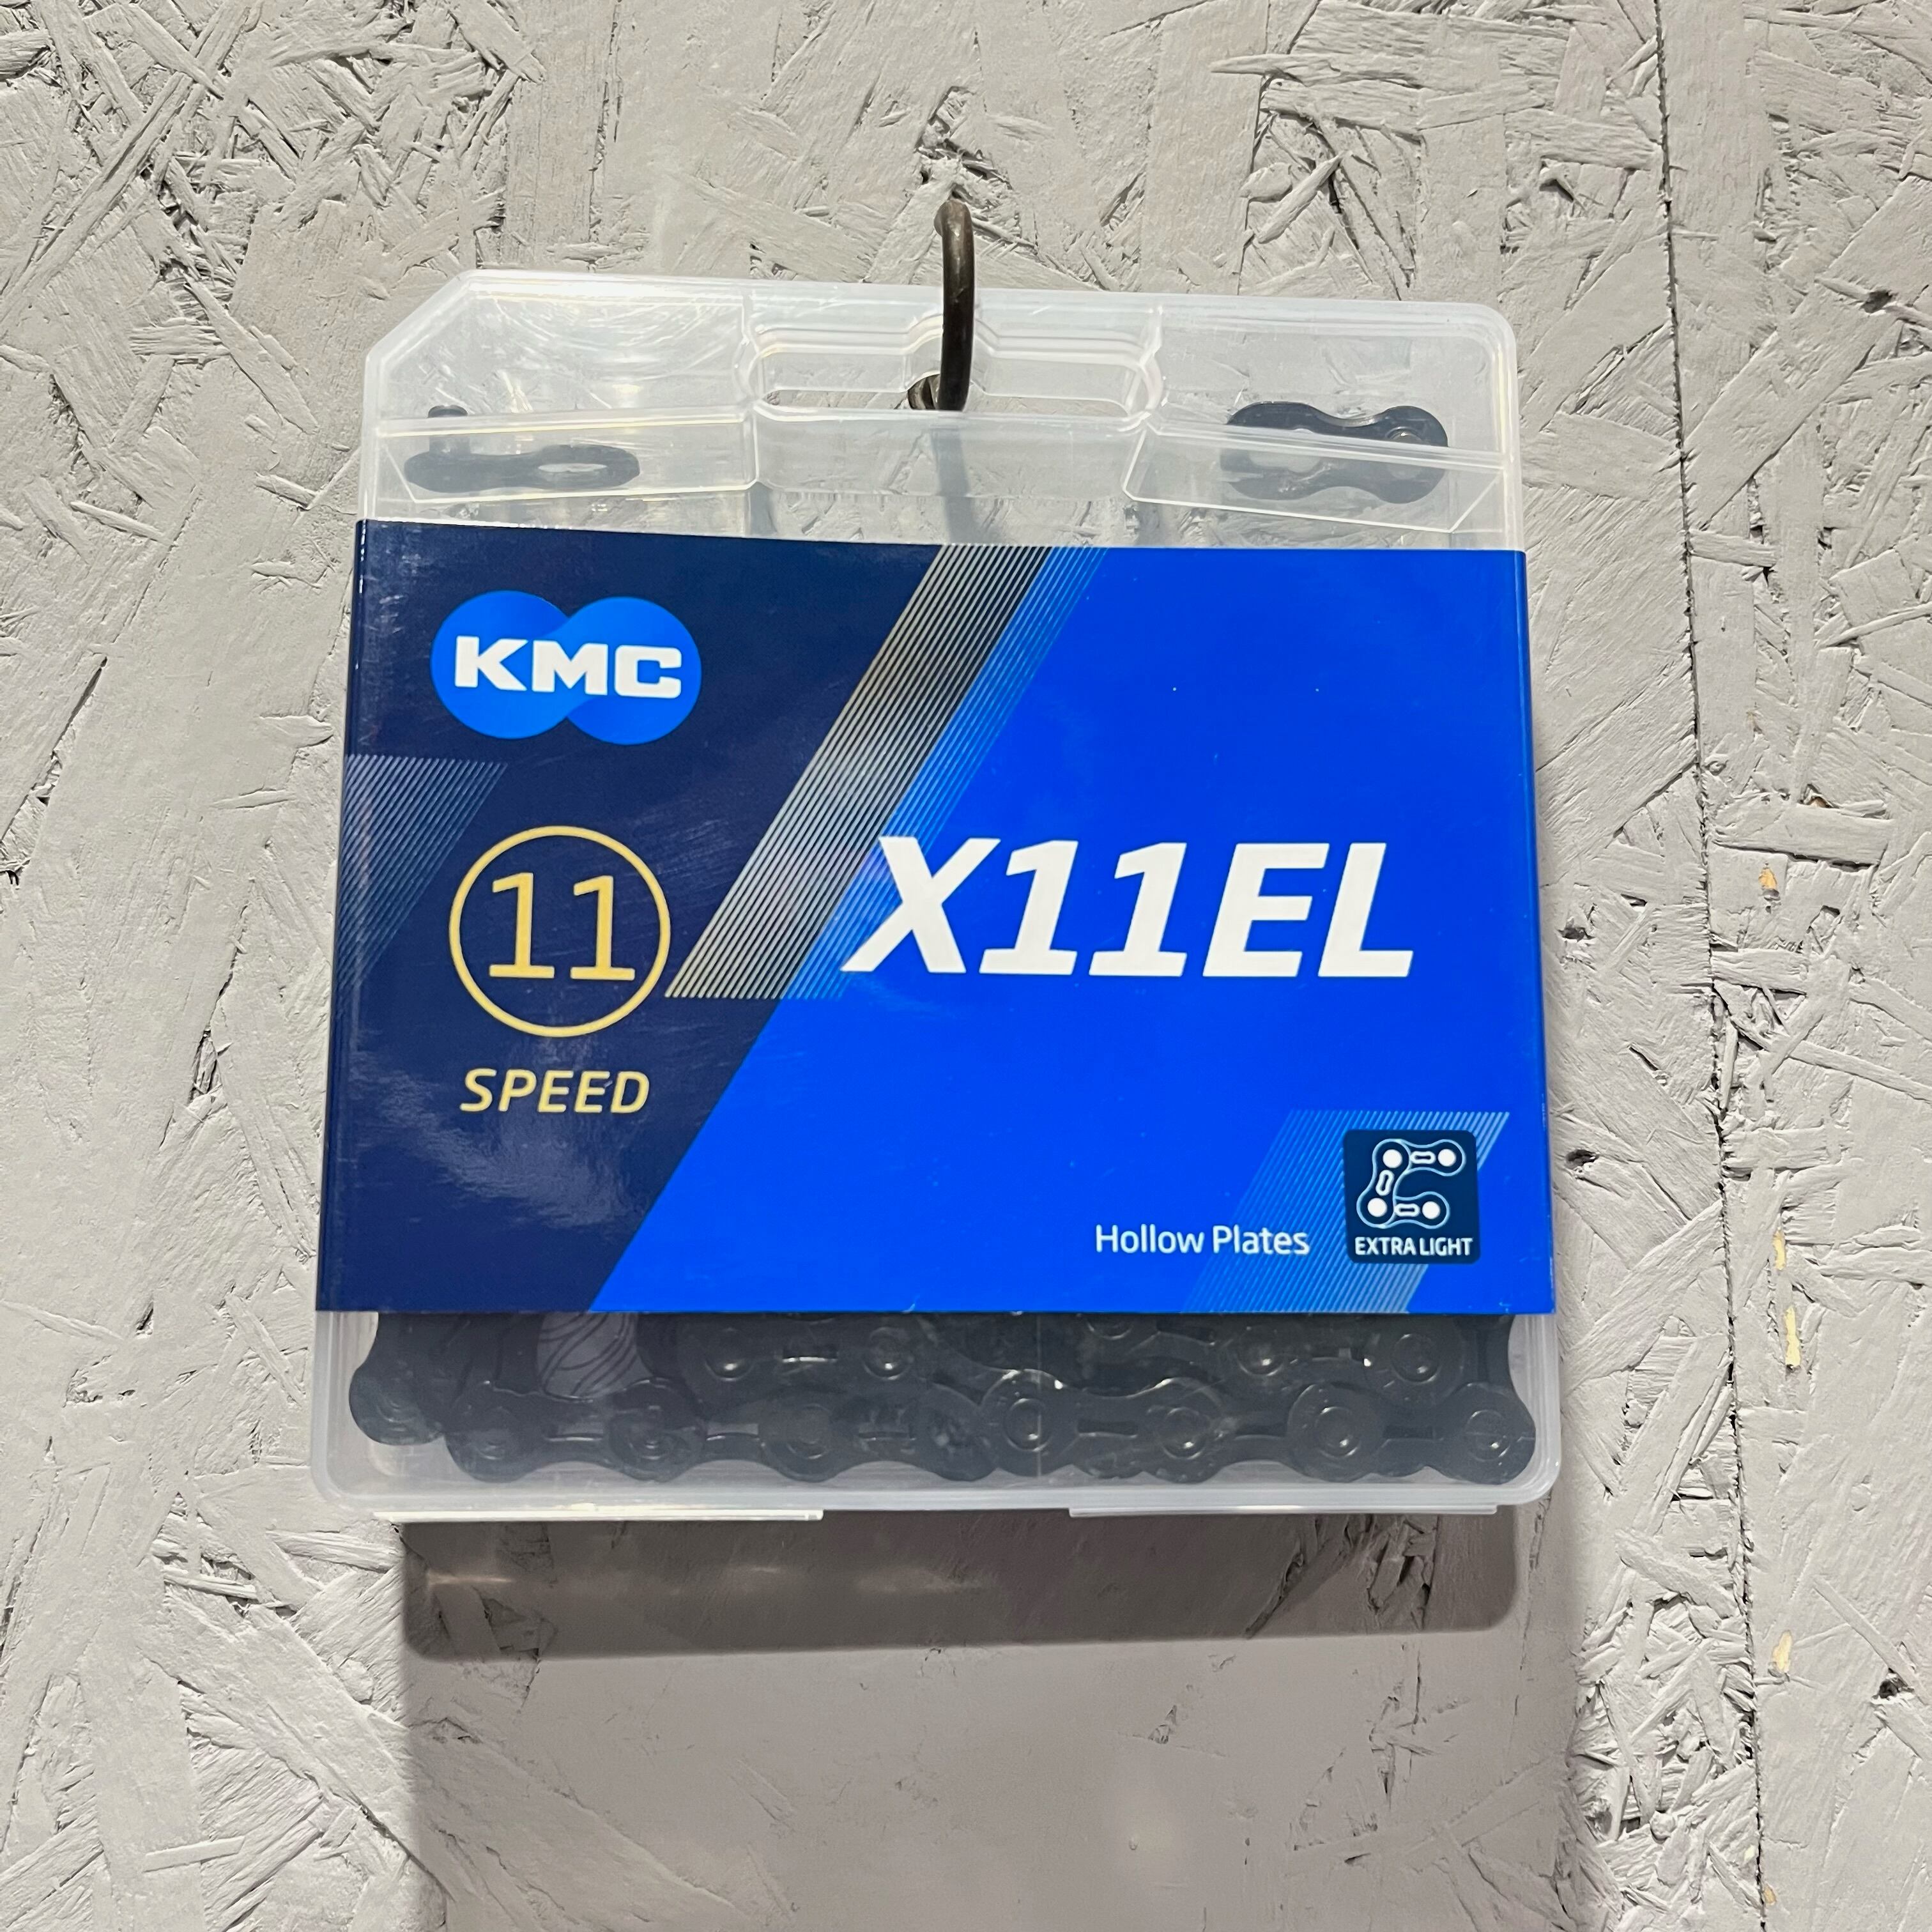 KMC
11
SPEED
X11EL
Hollow Plates
EXTRA LIGHT